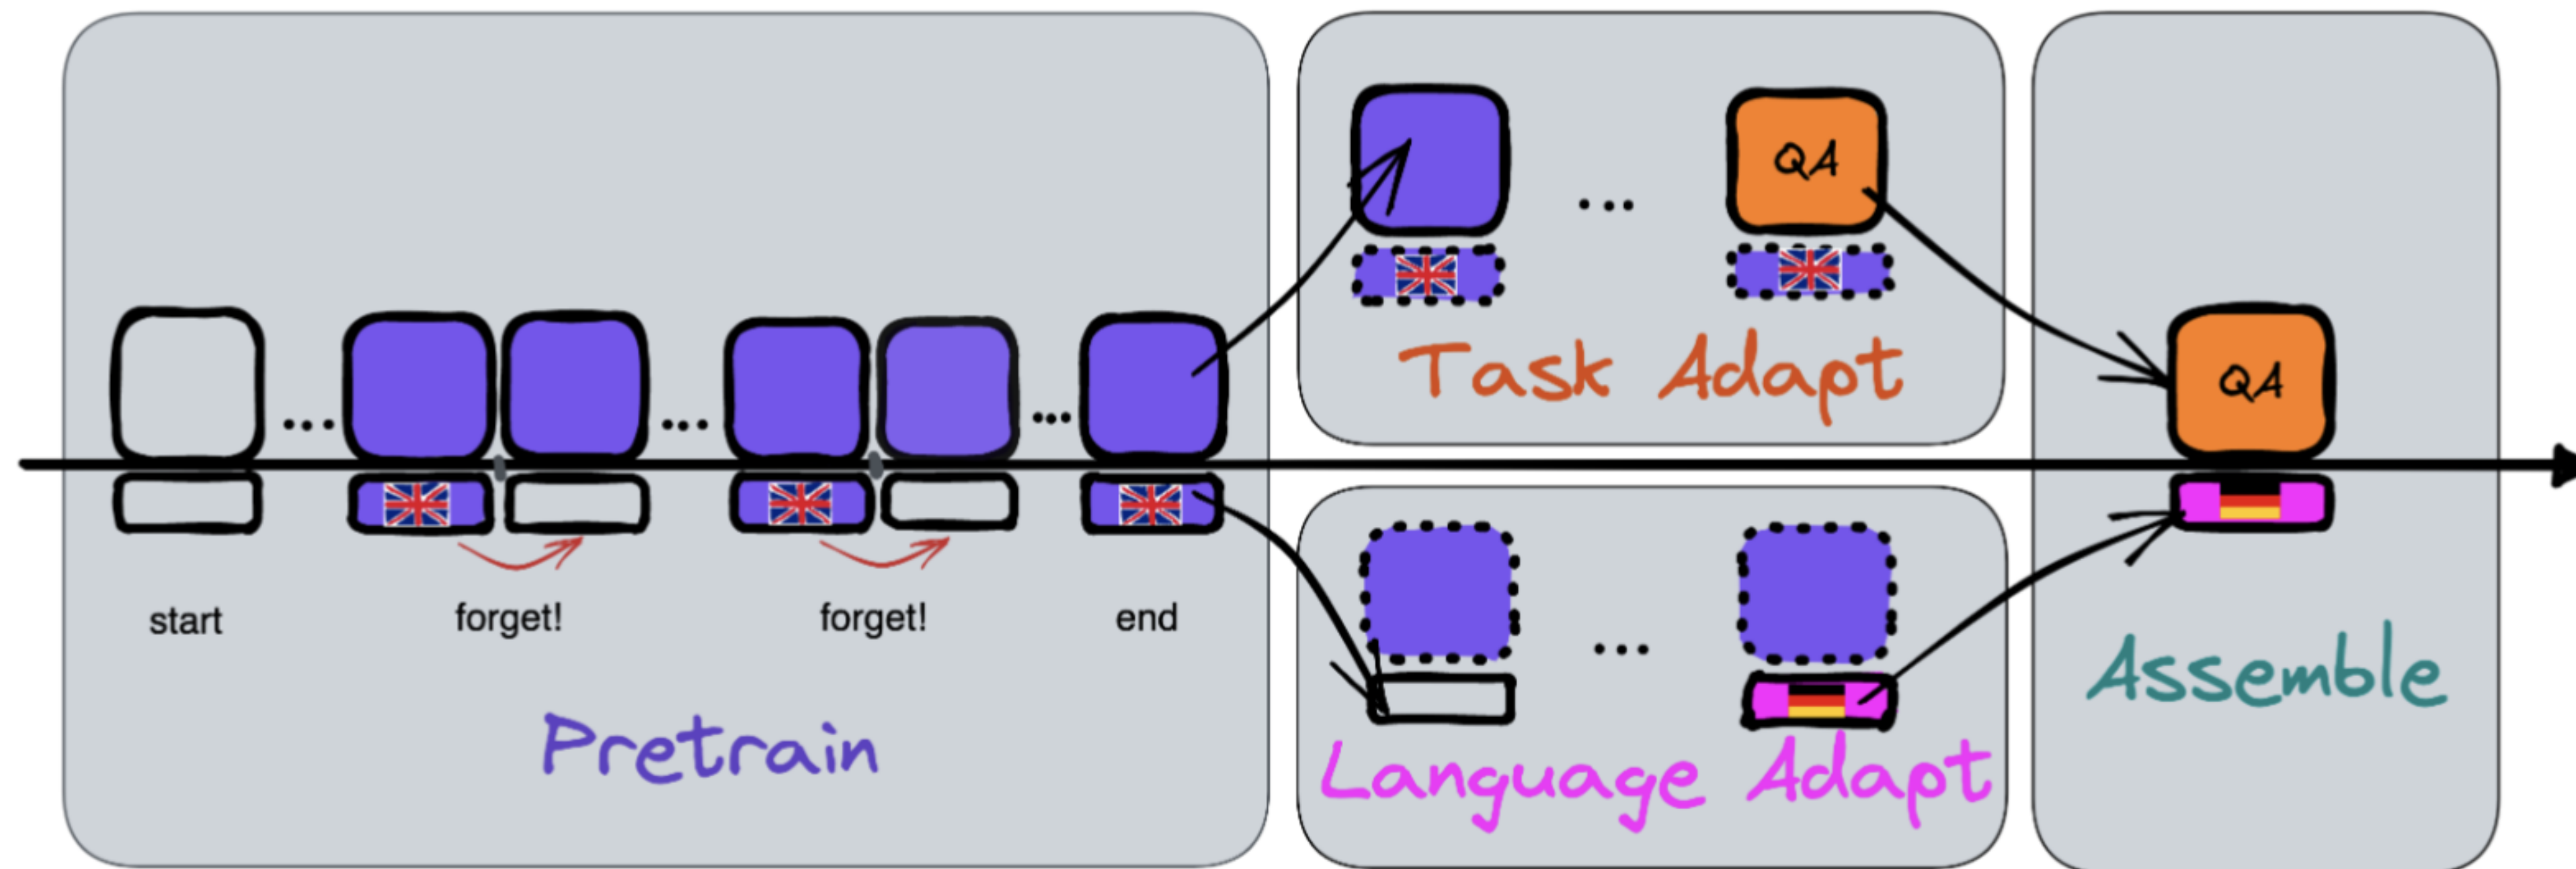 QA
Task Adapt
QA
start
forget!
forget!
end
Pretrain
Language Adapt
Assemble